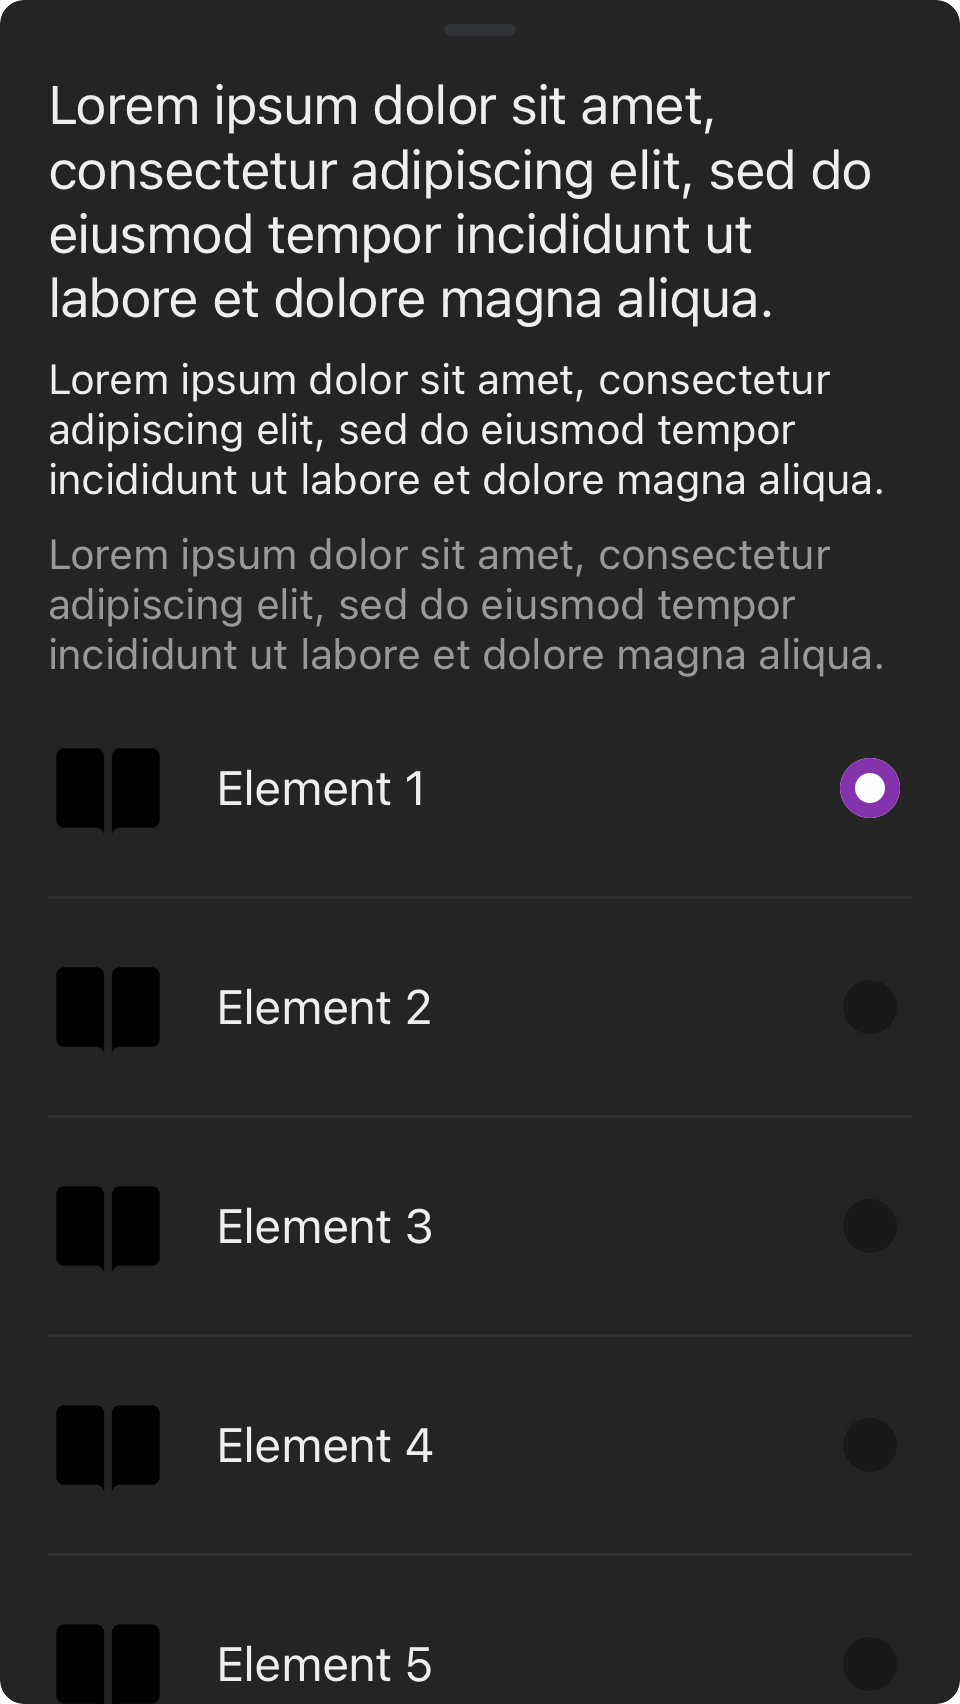 Lorem ipsum dolor sit amet,
consectetur adipiscing elit, sed do
eiusmod tempor incididunt ut
labore et dolore magna aliqua.
Lorem ipsum dolor sit amet, consectetur
adipiscing elit, sed do eiusmod tempor
incididunt ut labore et dolore magna aliqua.
Lorem ipsum dolor sit amet, consectetur
adipiscing elit, sed do eiusmod tempor
incididunt ut labore et dolore magna aliqua.
Element 1
Element 2
Element 3
Element 4
Element 5